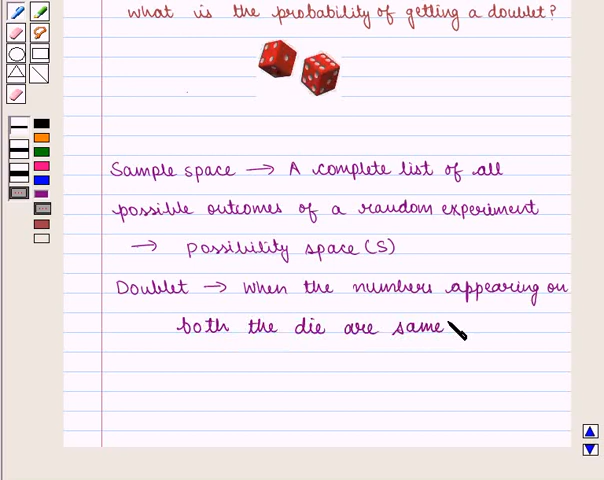 what is the probability of getting a doublet?
Sample space → A complete list of all
possible outcomes of a random experiment
→ Possibility space (S)
Doublet → When the numbers appearing on
both the die are same